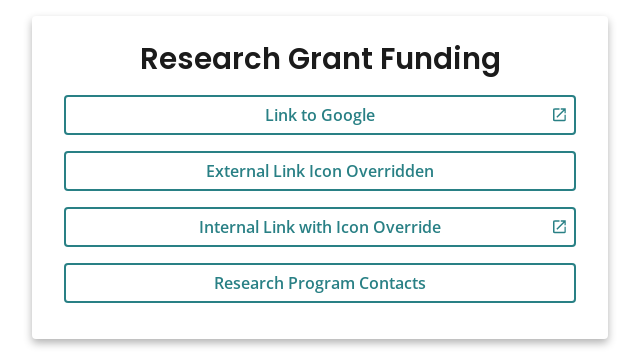 Research Grant Funding
Link to Google
External Link Icon Overridden
Internal Link with Icon Override
Research Program Contacts